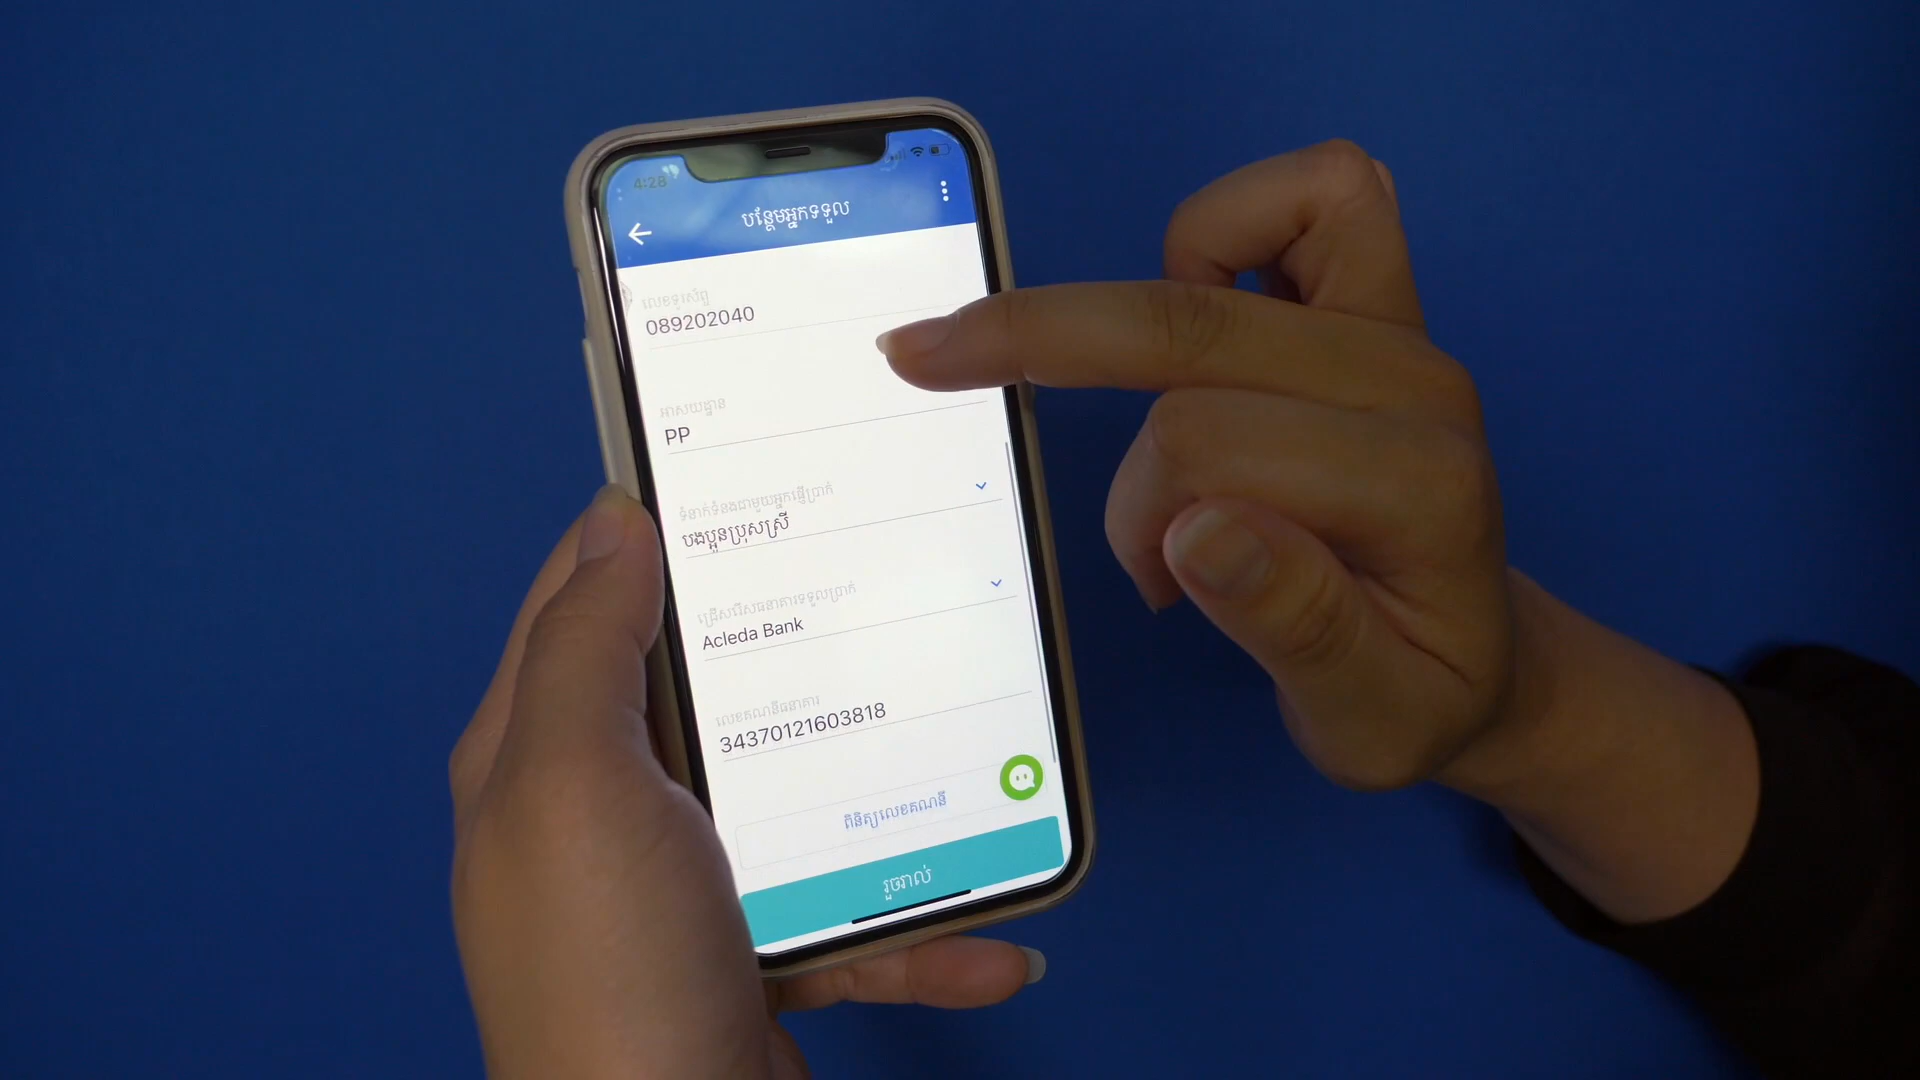 4:28
បន្ថែមអ្នកទទួល
លេខទូរស័ព្ទ
089202040
អាសយដ្ឋាន
PP
ទំនាក់ទំនងជាមួយអ្នកផ្ញើប្រាក់
បងប្អូនប្រុសស្រី
ជ្រើសរើសធនាគារទទួលប្រាក់
Acleda Bank
លេខគណនីធនាគារ
34370121603818
ពិនិត្យលេខគណនី
រួចរាល់